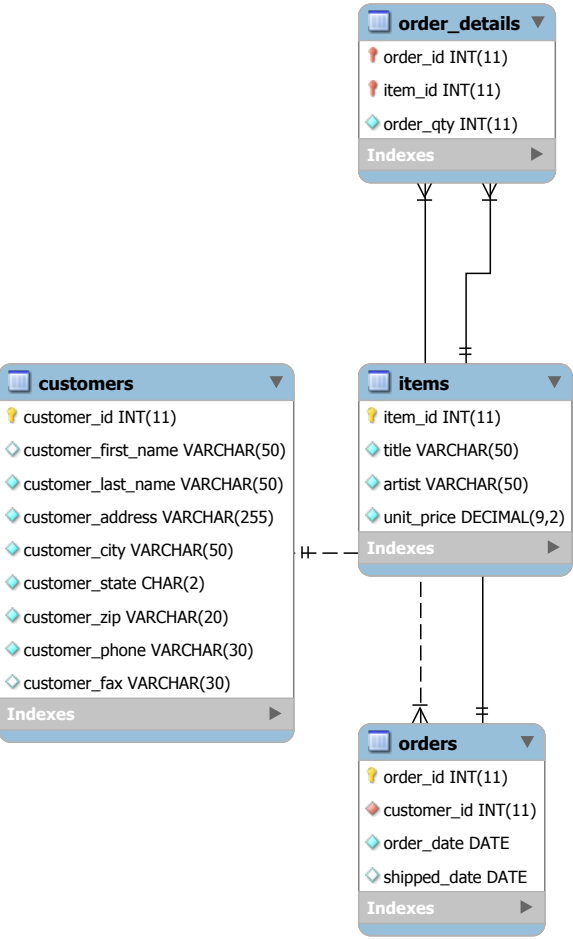 order_details
order_id INT(11)
item_id INT(11)
order_qty INT(11)
Indexes
customers
customer_id INT(11)
customer_first_name VARCHAR(50)
customer_last_name VARCHAR(50)
customer_address VARCHAR(255)
customer_city VARCHAR(50)
customer_state CHAR(2)
customer_zip VARCHAR(20)
customer_phone VARCHAR(30)
customer_fax VARCHAR(30)
Indexes
items
item_id INT(11)
title VARCHAR(50)
artist VARCHAR(50)
unit_price DECIMAL(9,2)
Indexes
orders
order_id INT(11)
customer_id INT(11)
order_date DATE
shipped_date DATE
Indexes